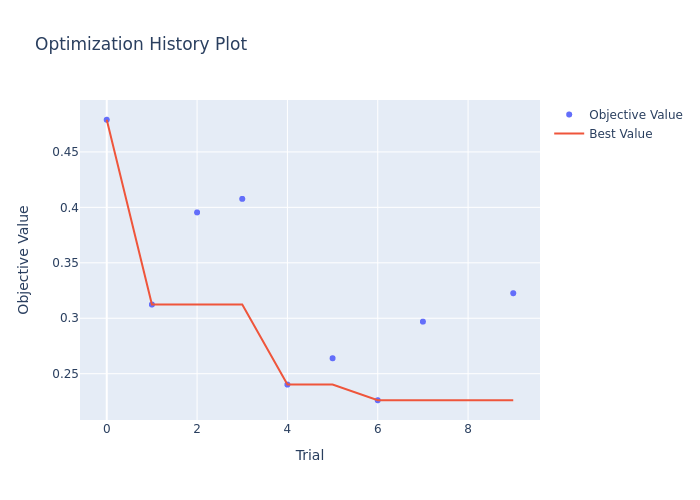 Optimization History Plot
Objective Value
Best Value
0.45
0.4
0.35
0.3
0.25
Objective Value
0
2
4
6
8
Trial